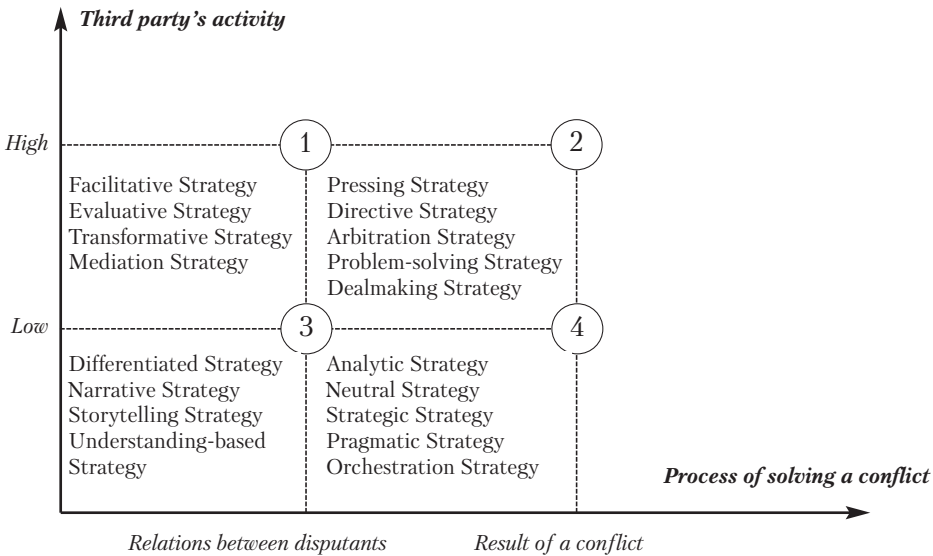 Third party's activity
High
1
2
Facilitative Strategy
Evaluative Strategy
Transformative Strategy
Mediation Strategy
Pressing Strategy
Directive Strategy
Arbitration Strategy
Problem-solving Strategy
Dealmaking Strategy
Low
3
4
Differentiated Strategy
Narrative Strategy
Storytelling Strategy
Understanding-based
Strategy
Analytic Strategy
Neutral Strategy
Strategic Strategy
Pragmatic Strategy
Orchestration Strategy
Process of solving a conflict
Relations between disputants
Result of a conflict